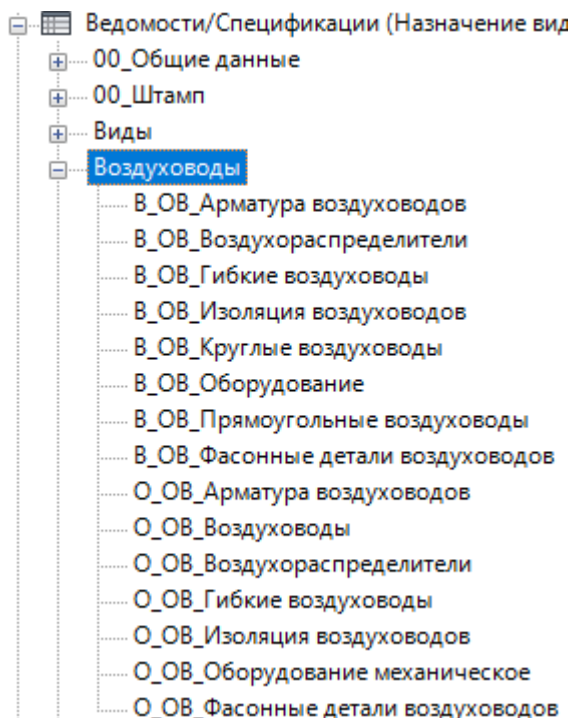 Ведомости/Спецификации (Назначение вид
00_Общие данные
00_Штамп
Виды
Воздуховоды
В_ОВ_Арматура воздуховодов
В_ОВ_Воздухораспределители
В_ОВ_Гибкие воздуховоды
В_ОВ_Изоляция воздуховодов
В_ОВ_Круглые воздуховоды
В_ОВ_Оборудование
В_ОВ_Прямоугольные воздуховоды
В_ОВ_Фасонные детали воздуховодов
О_ОВ_Арматура воздуховодов
О_ОВ_Воздуховоды
О_ОВ_Воздухораспределители
О_ОВ_Гибкие воздуховоды
О_ОВ_Изоляция воздуховодов
О_ОВ_Оборудование механическое
О_ОВ_Фасонные детали воздуховодов